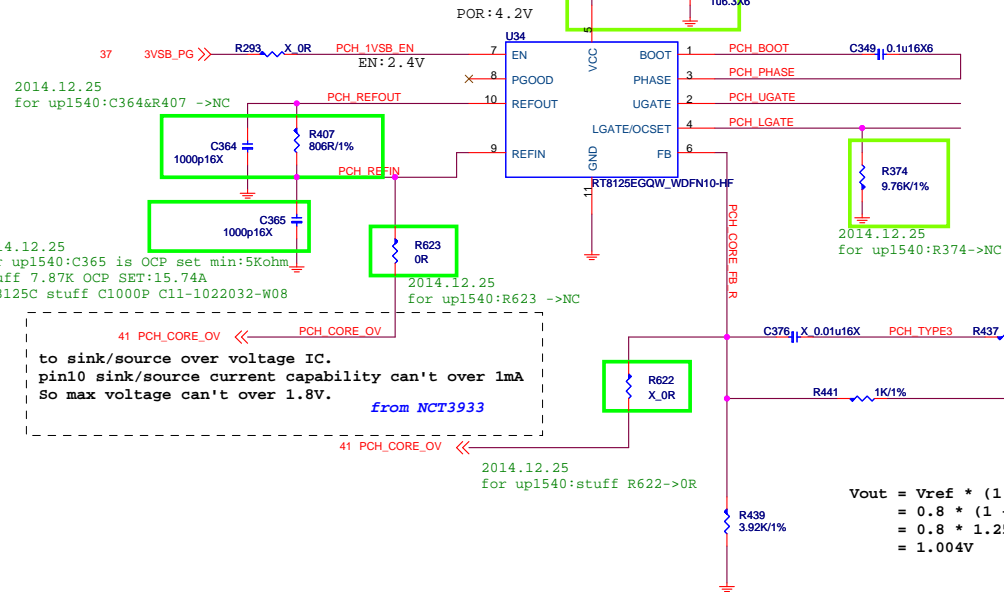 1u6.3X6
POR:4.2V
U34
5
VCC
37 3VSB_PG
R293 X_0R
PCH_1VSB_EN
EN:2.4V
7 EN
8 PGOOD
10 REFOUT
9 REFIN
BOOT 1
PHASE 3
UGATE 2
LGATE/OCSET 4
FB 6
GND
11
RT8125EGQW_WDFN10-HF
PCH_BOOT
C349 0.1u16X6
PCH_PHASE
PCH_UGATE
PCH_LGATE
2014.12.25
for up1540:C364&R407 ->NC
PCH_REFOUT
C364
1000p16X
R407
806R/1%
PCH_REFIN
C365
1000p16X
R374
9.76K/1%
2014.12.25
for up1540:R374->NC
4.12.25
r up1540:C365 is OCP set min:5Kohm
uff 7.87K OCP SET:15.74A
8125C stuff C1000P C11-1022032-W08
R623
0R
2014.12.25
for up1540:R623 ->NC
PCH_CORE_FB_R
41 PCH_CORE_OV
PCH_CORE_OV
to sink/source over voltage IC.
pin10 sink/source current capability can't over 1mA
So max voltage can't over 1.8V.
from NCT3933
C376 X_0.01u16X
PCH_TYPE3
R437
R622
X_0R
R441 1K/1%
41 PCH_CORE_OV
2014.12.25
for up1540:stuff R622->0R
R439
3.92K/1%
Vout = Vref * (1
= 0.8 * (1
= 0.8 * 1.25
= 1.004V